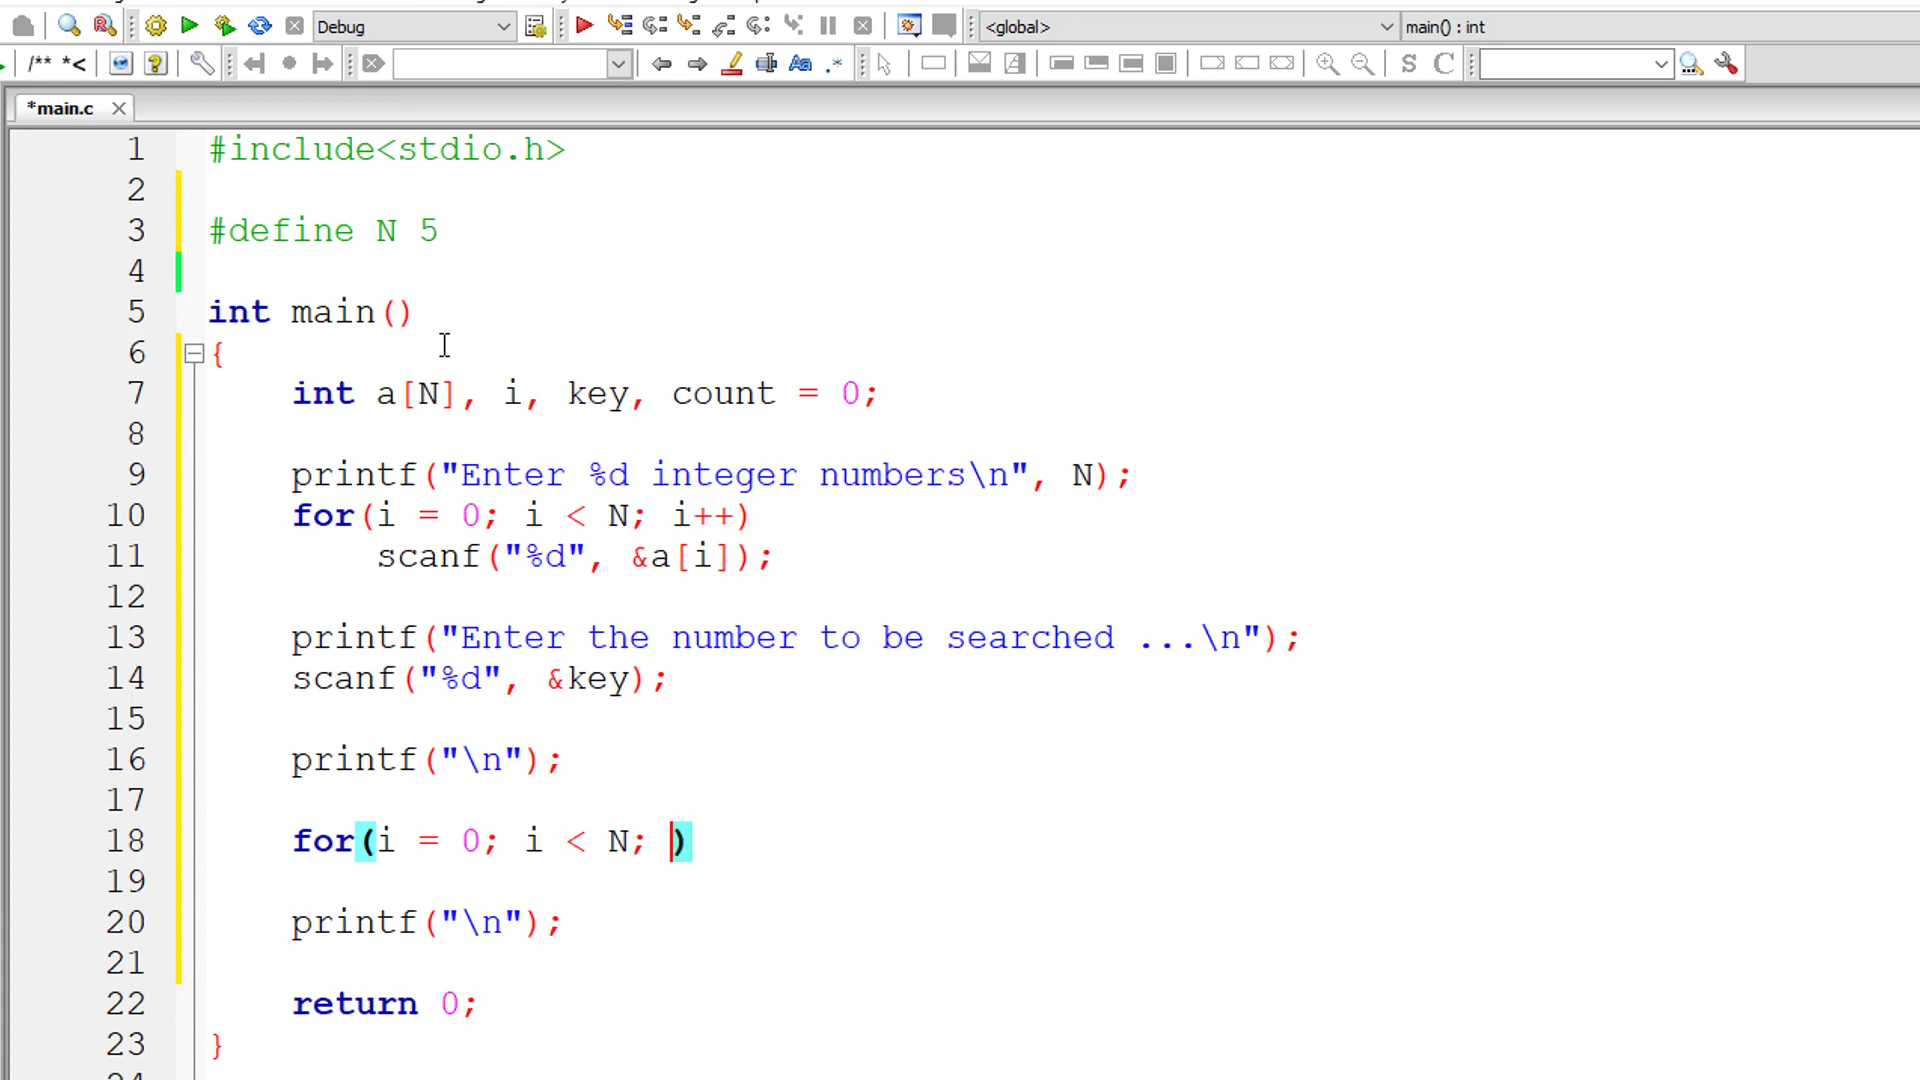 Debug
<global>
main() : int
/** *<
Aa
.*
S
C
*main.c
1 #include<stdio.h>
2
3 #define N 5
4
5 int main()
6 {
7 int a[N], i, key, count = 0;
8
9 printf("Enter %d integer numbers\n", N);
10 for(i = 0; i < N; i++)
11 scanf("%d", &a[i]);
12
13 printf("Enter the number to be searched ...\n");
14 scanf("%d", &key);
15
16 printf("\n");
17
18 for(i = 0; i < N; )
19
20 printf("\n");
21
22 return 0;
23 }